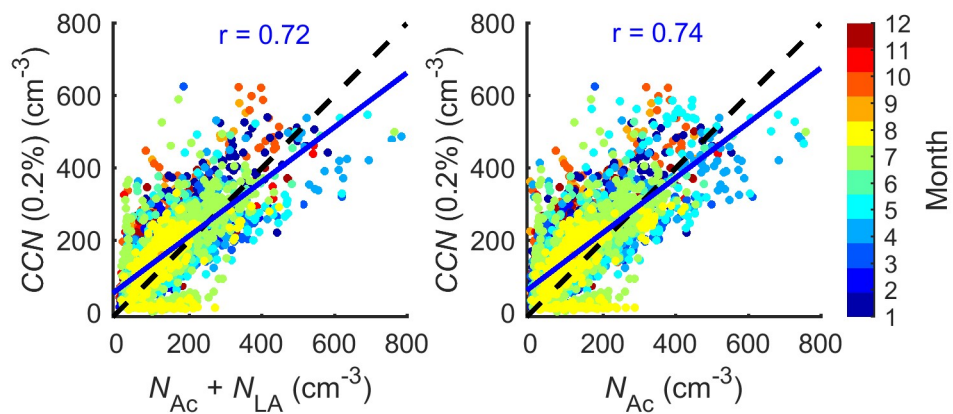 r = 0.72
CCN (0.2%) (cm⁻³)
800
600
400
200
0
0 200 400 600 800
N_Ac + N_LA (cm⁻³)
r = 0.74
CCN (0.2%) (cm⁻³)
800
600
400
200
0
0 200 400 600 800
N_Ac (cm⁻³)
12
11
10
9
8
7
6
5
4
3
2
1
Month